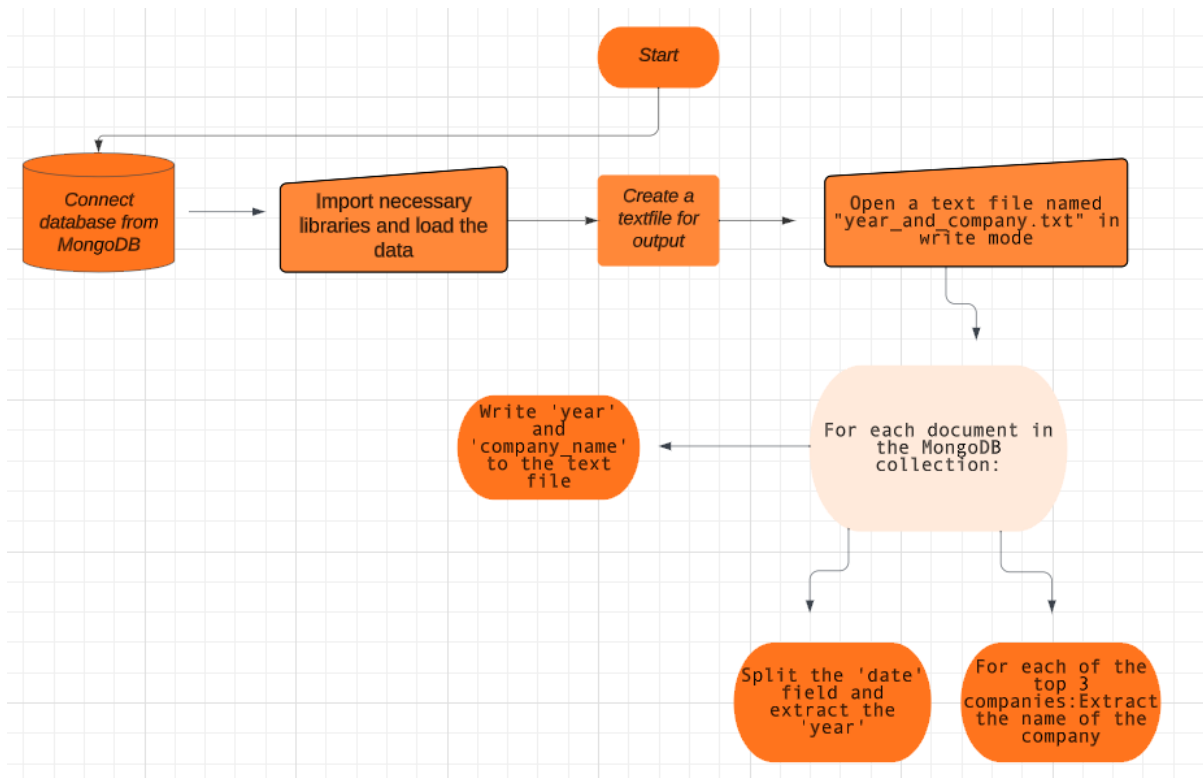 Start
Connect
database from
MongoDB
Import necessary
libraries and load the
data
Create a
textfile for
output
Open a text file named
"year_and_company.txt" in
write mode
For each document in
the MongoDB
collection:
Write 'year'
and
'company_name'
to the text
file
Split the 'date'
field and
extract the
'year'
For each of the
top 3
companies:Extract
the name of the
company